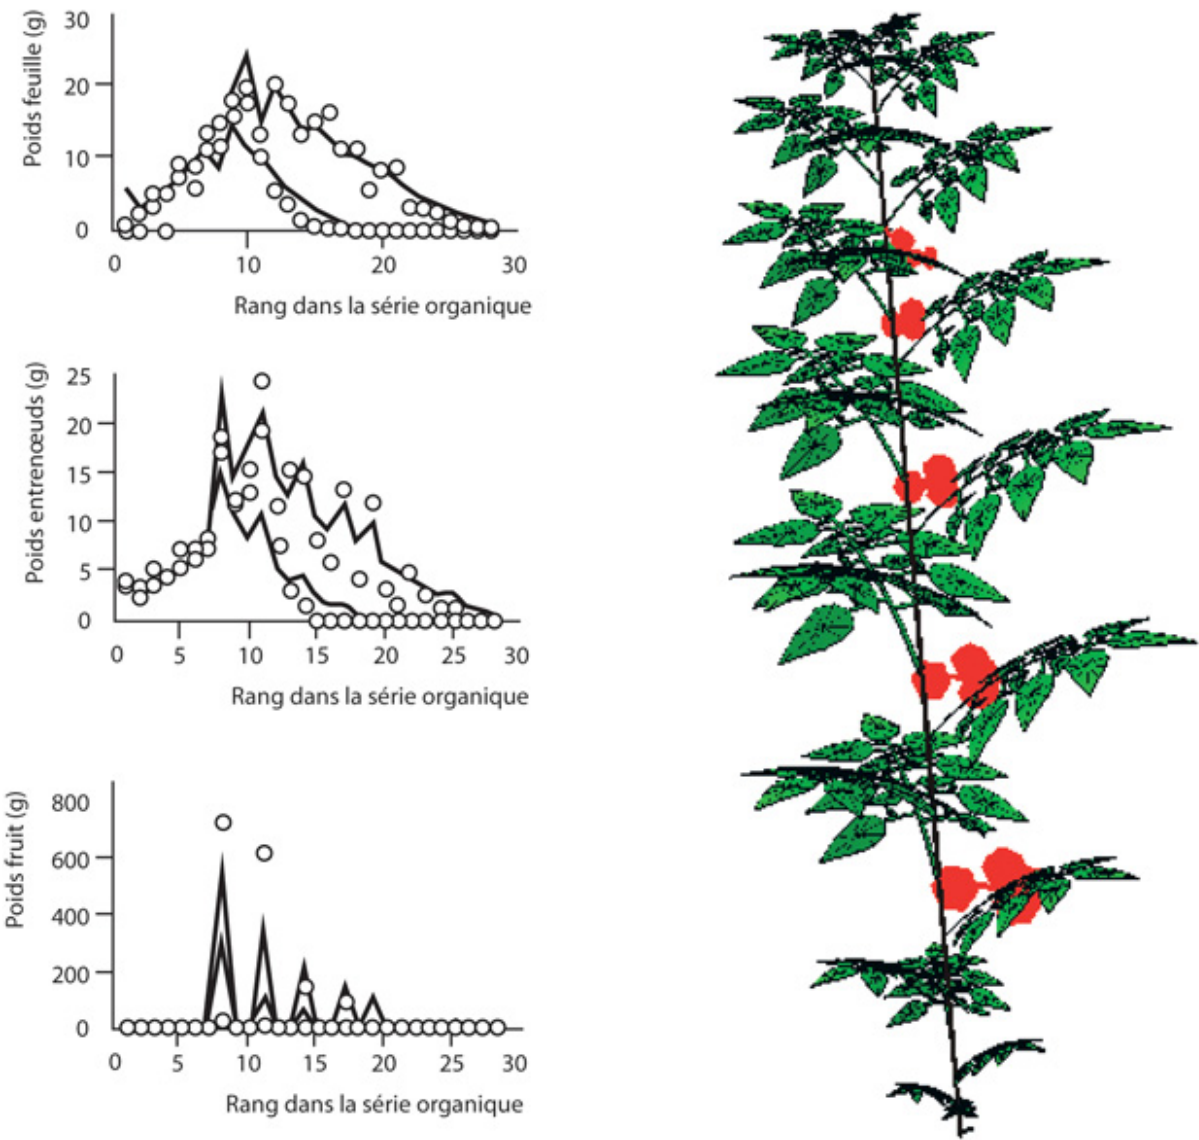 Poids feuille (g)
30
20
10
0
0 10 20 30
Rang dans la série organique
Poids entrenœuds (g)
25
20
15
10
5
0
0 5 10 15 20 25 30
Rang dans la série organique
Poids fruit (g)
800
600
400
200
0
0 5 10 15 20 25 30
Rang dans la série organique